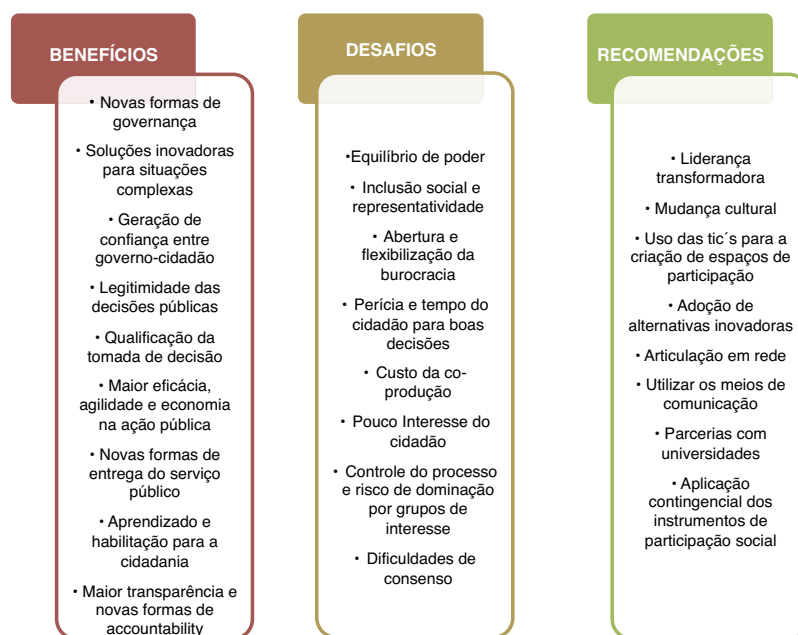 BENEFÍCIOS
• Novas formas de
governança
• Soluções inovadoras
para situações
complexas
• Geração de
confiança entre
governo-cidadão
• Legitimidade das
decisões públicas
• Qualificação da
tomada de decisão
• Maior eficácia,
agilidade e economia
na ação pública
• Novas formas de
entrega do serviço
público
• Aprendizado e
habilitação para a
cidadania
• Maior transparência e
novas formas de
accountability
DESAFIOS
•Equilíbrio de poder
• Inclusão social e
representatividade
• Abertura e
flexibilização da
burocracia
• Perícia e tempo do
cidadão para boas
decisões
• Custo da co-
produção
• Pouco Interesse do
cidadão
• Controle do processo
e risco de dominação
por grupos de
interesse
• Dificuldades de
consenso
RECOMENDAÇÕES
• Liderança
transformadora
• Mudança cultural
• Uso das tic´s para a
criação de espaços de
participação
• Adoção de
alternativas inovadoras
• Articulação em rede
• Utilizar os meios de
comunicação
• Parcerias com
universidades
• Aplicação
contingencial dos
instrumentos de
participação social